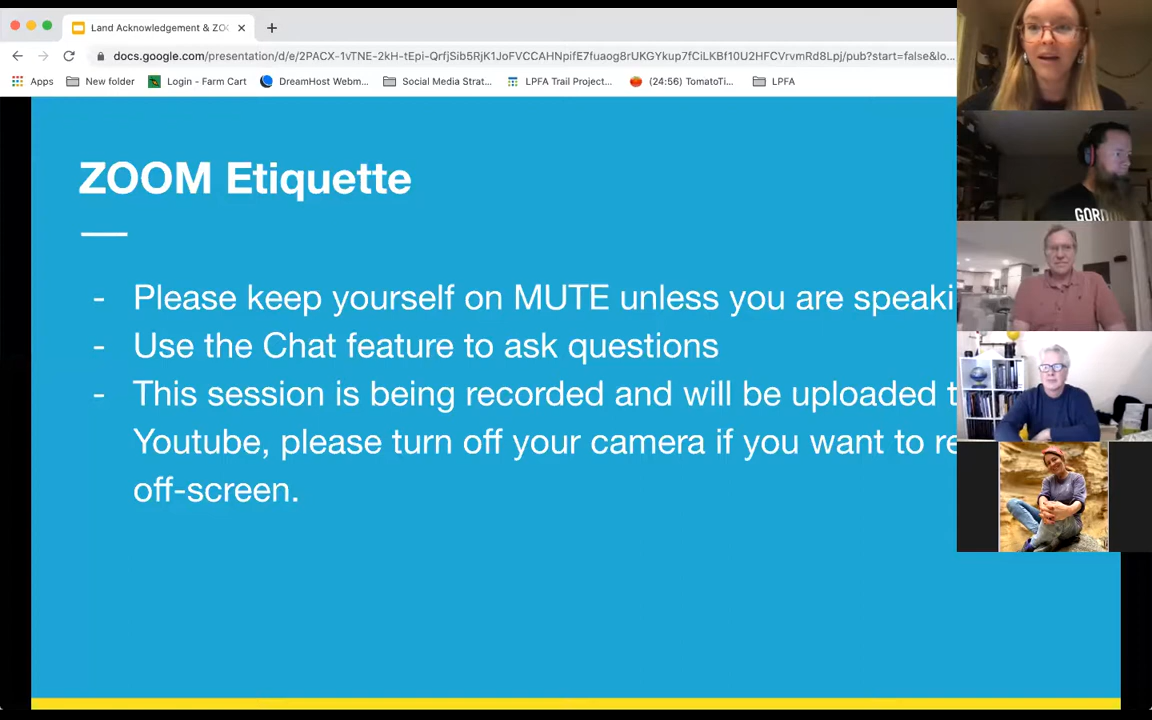 Land Acknowledgement & ZO
docs.google.com/presentation/d/e/2PACX-1vTNE-2kH-tEpi-QrfjSib5RjK1JoFVCCAHNpifE7fuaog8rUKGYkup7fCiLKBf10U2HFCVrvmRd8Lpj/pub?start=false&lo...
Apps New folder Login - Farm Cart DreamHost Webm... Social Media Strat... LPFA Trail Project... (24:56) TomatoTi... LPFA
ZOOM Etiquette
- Please keep yourself on MUTE unless you are speaki
- Use the Chat feature to ask questions
- This session is being recorded and will be uploaded t
Youtube, please turn off your camera if you want to re
off-screen.
GOR